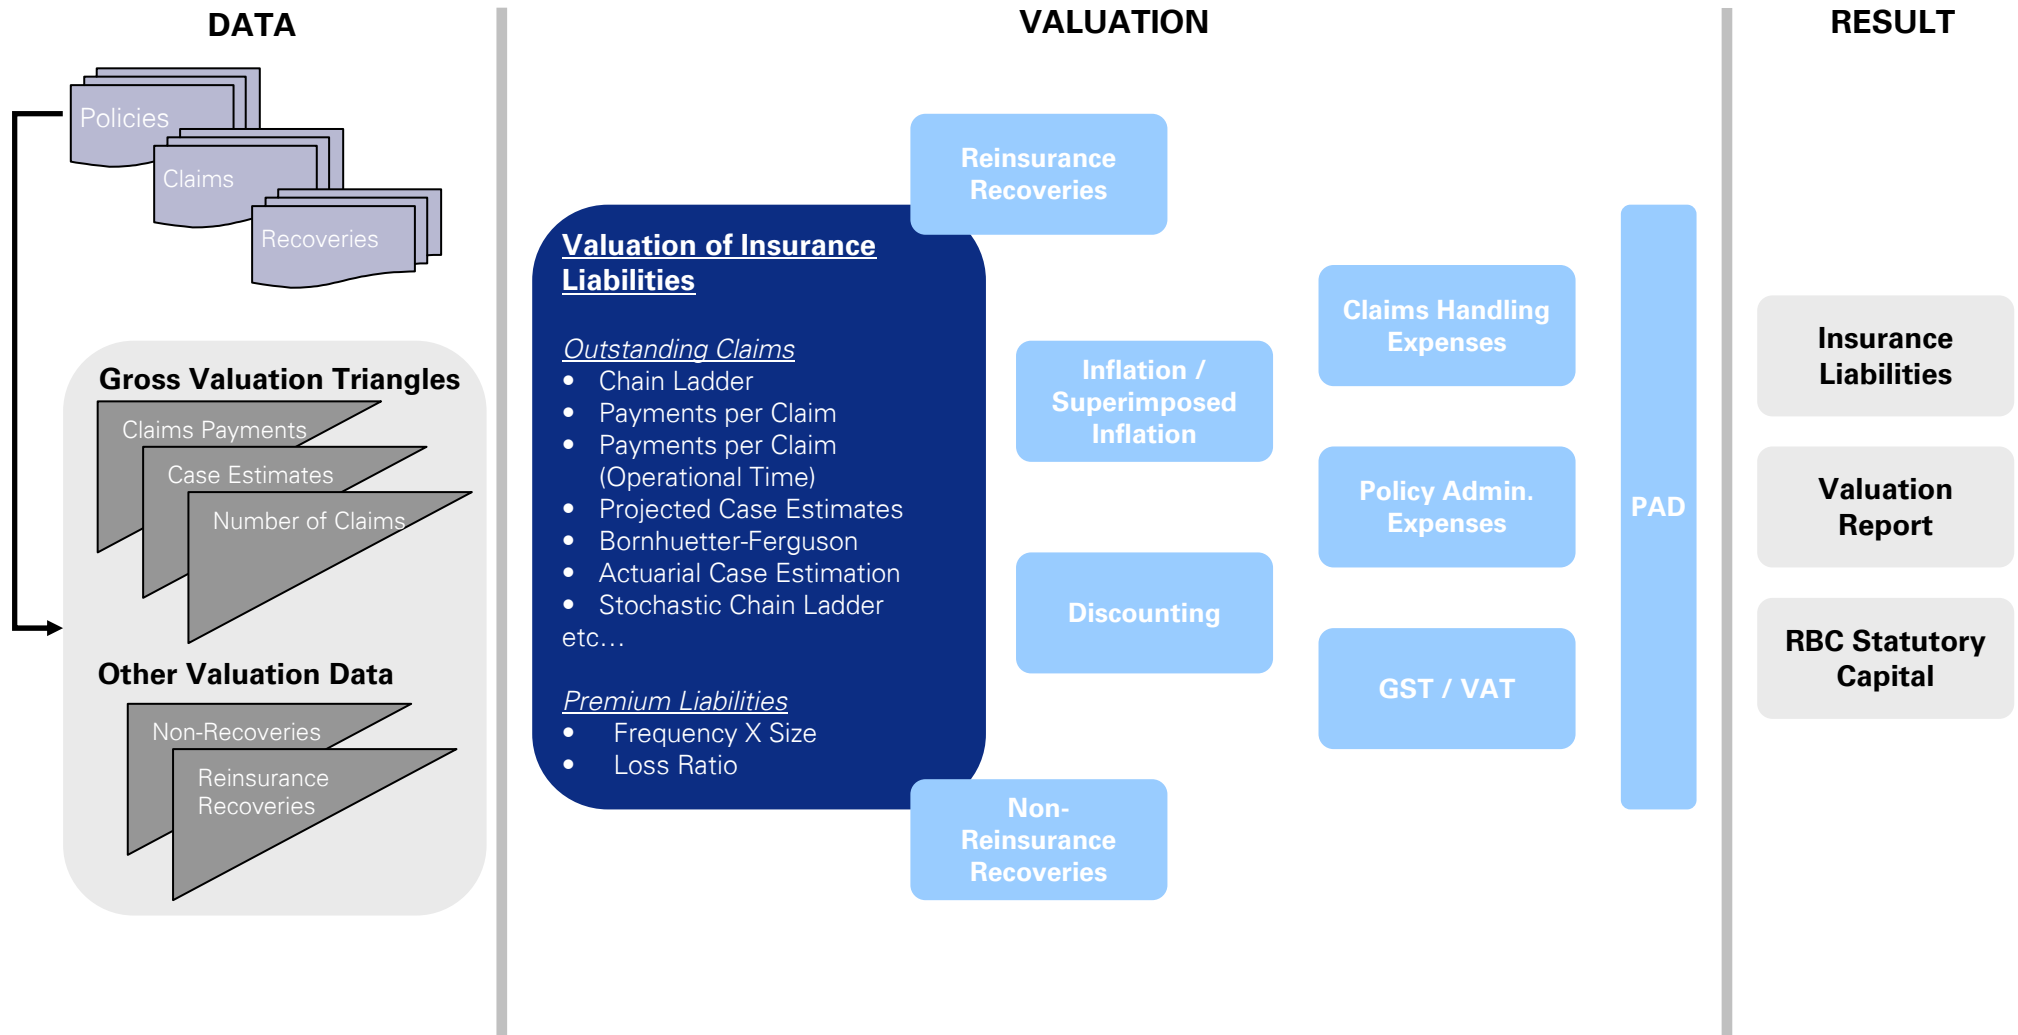 DATA
Policies
Claims
Recoveries
Gross Valuation Triangles
Claims Payments
Case Estimates
Number of Claims
Other Valuation Data
Non-Recoveries
Reinsurance
Recoveries
VALUATION
Reinsurance
Recoveries
Valuation of Insurance
Liabilities
Outstanding Claims
• Chain Ladder
• Payments per Claim
• Payments per Claim
(Operational Time)
• Projected Case Estimates
• Bornhuetter-Ferguson
• Actuarial Case Estimation
• Stochastic Chain Ladder
etc…
Premium Liabilities
• Frequency X Size
• Loss Ratio
Non-
Reinsurance
Recoveries
Inflation /
Superimposed
Inflation
Discounting
Claims Handling
Expenses
Policy Admin.
Expenses
GST / VAT
PAD
RESULT
Insurance
Liabilities
Valuation
Report
RBC Statutory
Capital